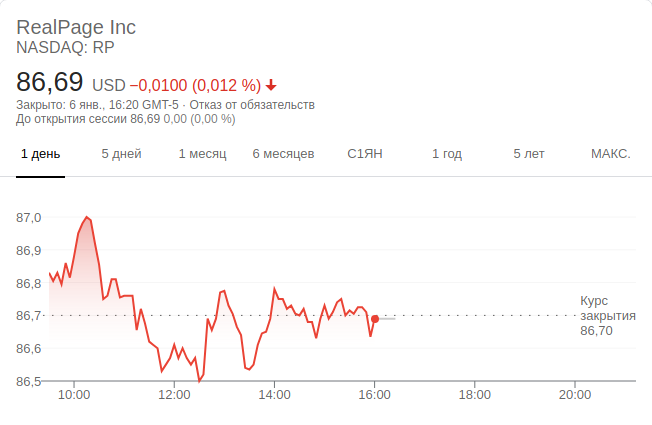 RealPage Inc
NASDAQ: RP
86,69 USD −0,0100 (0,012 %)
Закрыто: 6 янв., 16:20 GMT-5 · Отказ от обязательств
До открытия сессии 86,69 0,00 (0,00 %)
1 день 5 дней 1 месяц 6 месяцев С1ЯН 1 год 5 лет МАКС.
87,0
86,9
86,8
86,7
86,6
86,5
Курс
закрытия
86,70
10:00 12:00 14:00 16:00 18:00 20:00